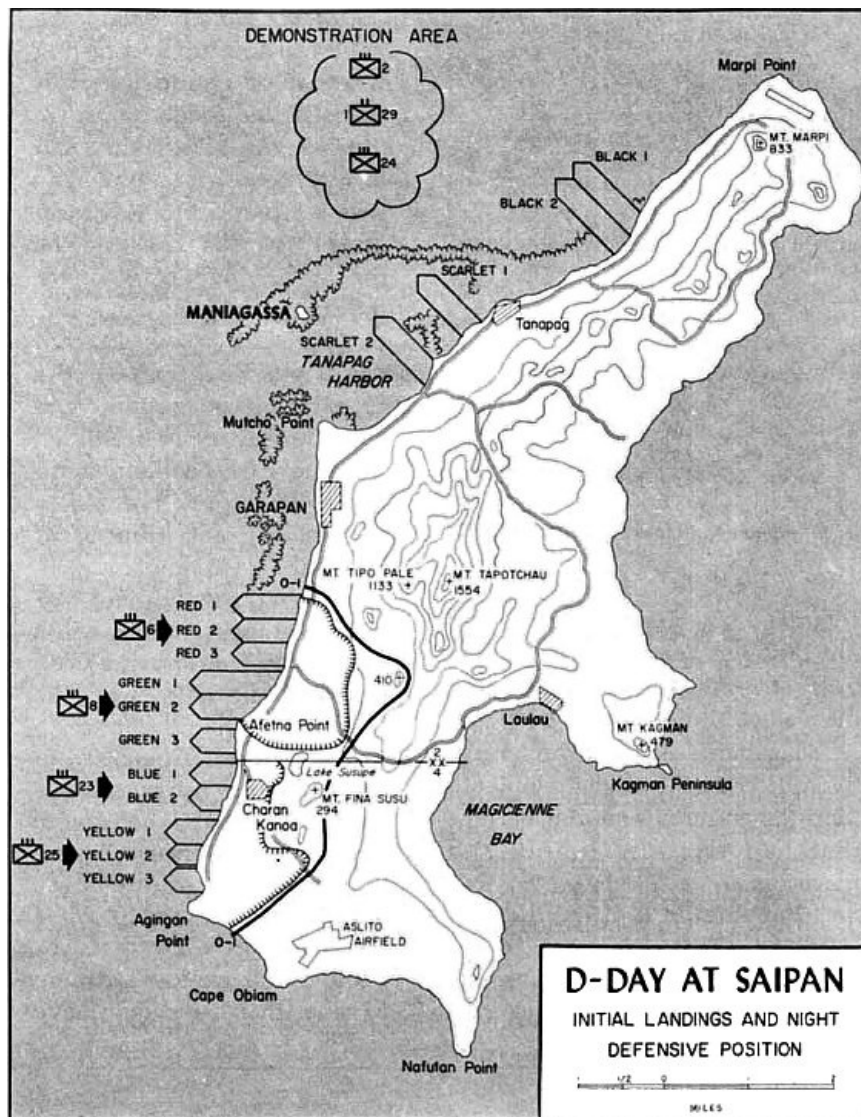 DEMONSTRATION AREA
2
1 29
24
Marpi Point
MT. MARPI
833
BLACK 1
BLACK 2
SCARLET 1
MANIAGASSA
SCARLET 2
TANAPAG
HARBOR
Tanapag
Mutcho Point
GARAPAN
MT. TIPO PALE
1133
MT. TAPOTCHAU
1554
O-1
RED 1
6 RED 2
RED 3
GREEN 1
410
8 GREEN 2
Afetna Point
Laulau
MT. KAGMAN
479
GREEN 3
2
XX
4
Kagman Peninsula
BLUE 1
Lake Susupe
23
BLUE 2
MT. FINA SUSU
294
Charan
Kanoa
MAGICIENNE
BAY
YELLOW 1
25 YELLOW 2
YELLOW 3
Agingan
Point
O-1
ASLITO
AIRFIELD
Cape Obiam
Nafutan Point
D-DAY AT SAIPAN
INITIAL LANDINGS AND NIGHT
DEFENSIVE POSITION
1 1/2 0 1 2
MILES